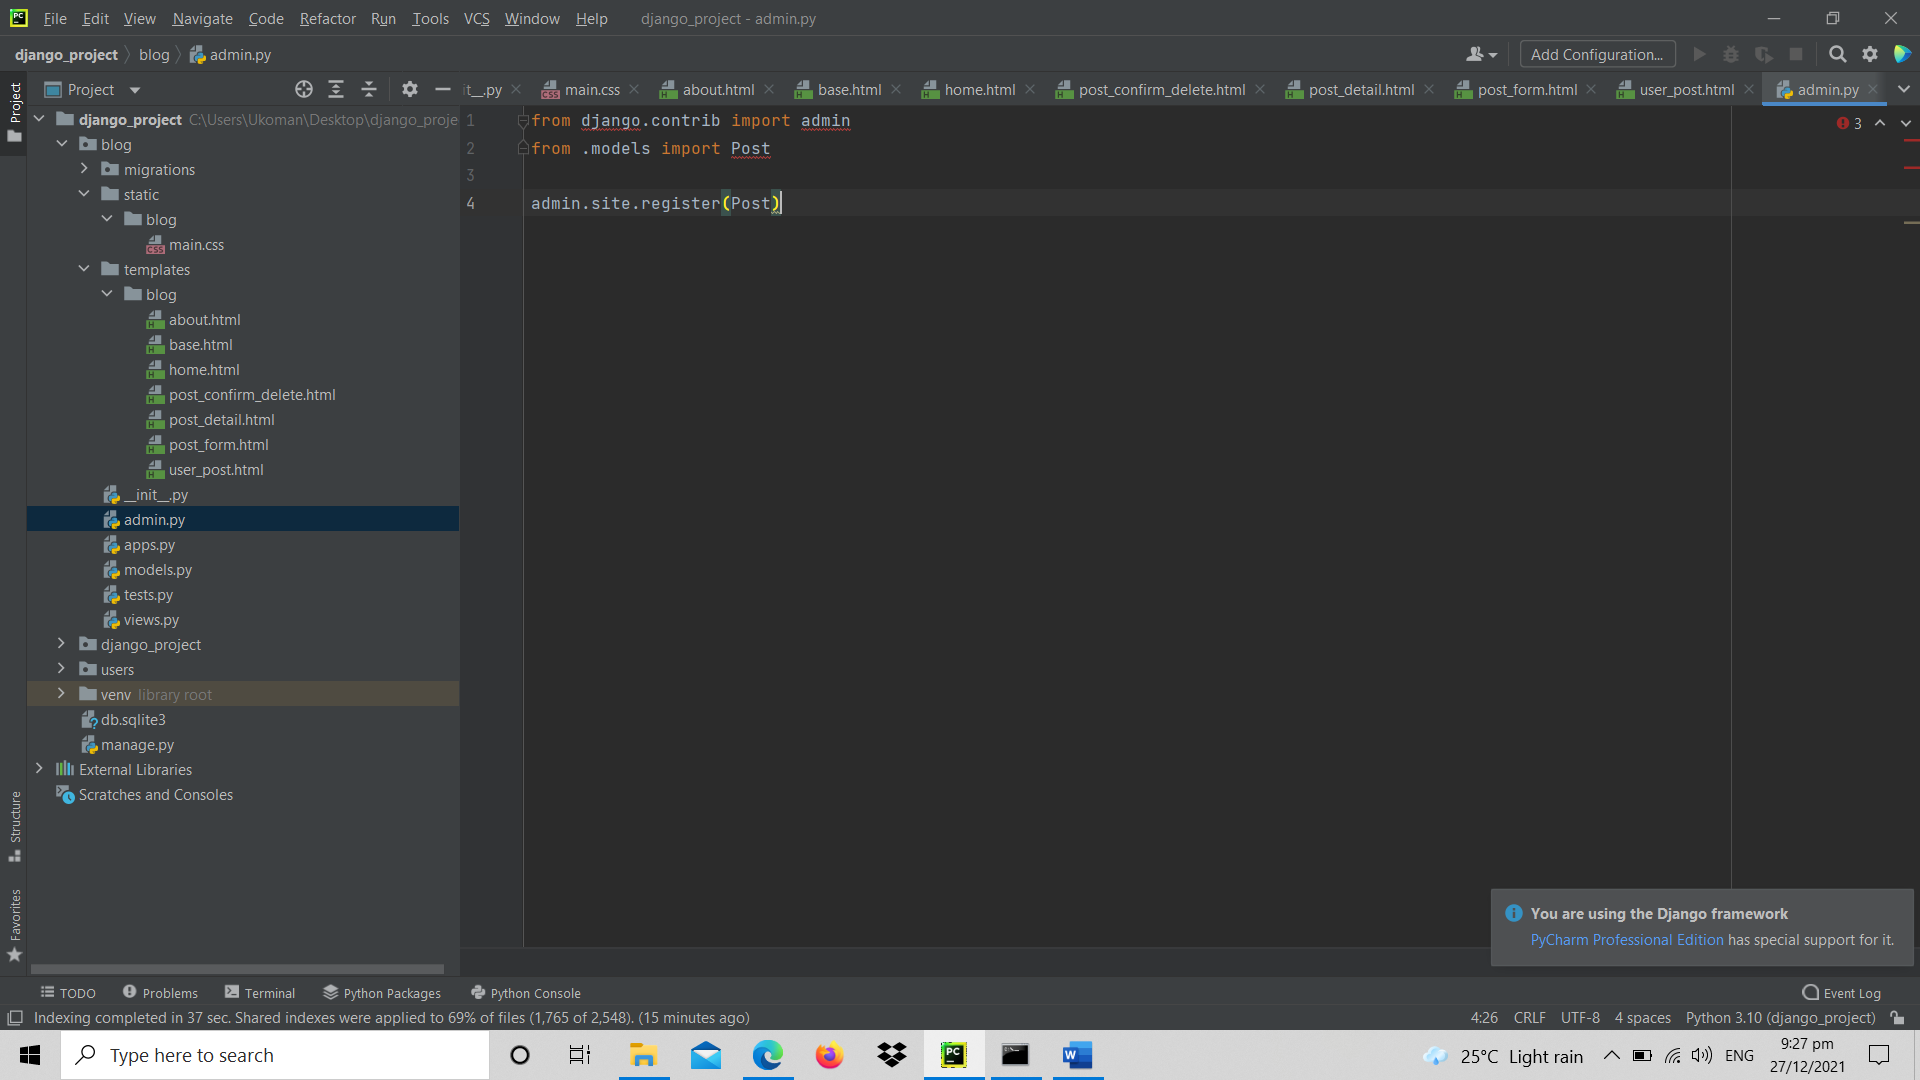 File Edit View Navigate Code Refactor Run Tools VCS Window Help django_project - admin.py
django_project blog admin.py Add Configuration...
Project it__.py main.css about.html base.html home.html post_confirm_delete.html post_detail.html post_form.html user_post.html admin.py
Project
django_project C:\Users\Ukoman\Desktop\django_proje
blog
migrations
static
blog
main.css
templates
blog
about.html
base.html
home.html
post_confirm_delete.html
post_detail.html
post_form.html
user_post.html
__init__.py
admin.py
apps.py
models.py
tests.py
views.py
django_project
users
venv library root
db.sqlite3
manage.py
External Libraries
Scratches and Consoles
Structure
Favorites
1 from django.contrib import admin
2 from .models import Post
3
4 admin.site.register(Post)
3
You are using the Django framework
PyCharm Professional Edition has special support for it.
TODO Problems Terminal Python Packages Python Console Event Log
Indexing completed in 37 sec. Shared indexes were applied to 69% of files (1,765 of 2,548). (15 minutes ago) 4:26 CRLF UTF-8 4 spaces Python 3.10 (django_project)
Type here to search 25°C Light rain ENG 9:27 pm
27/12/2021